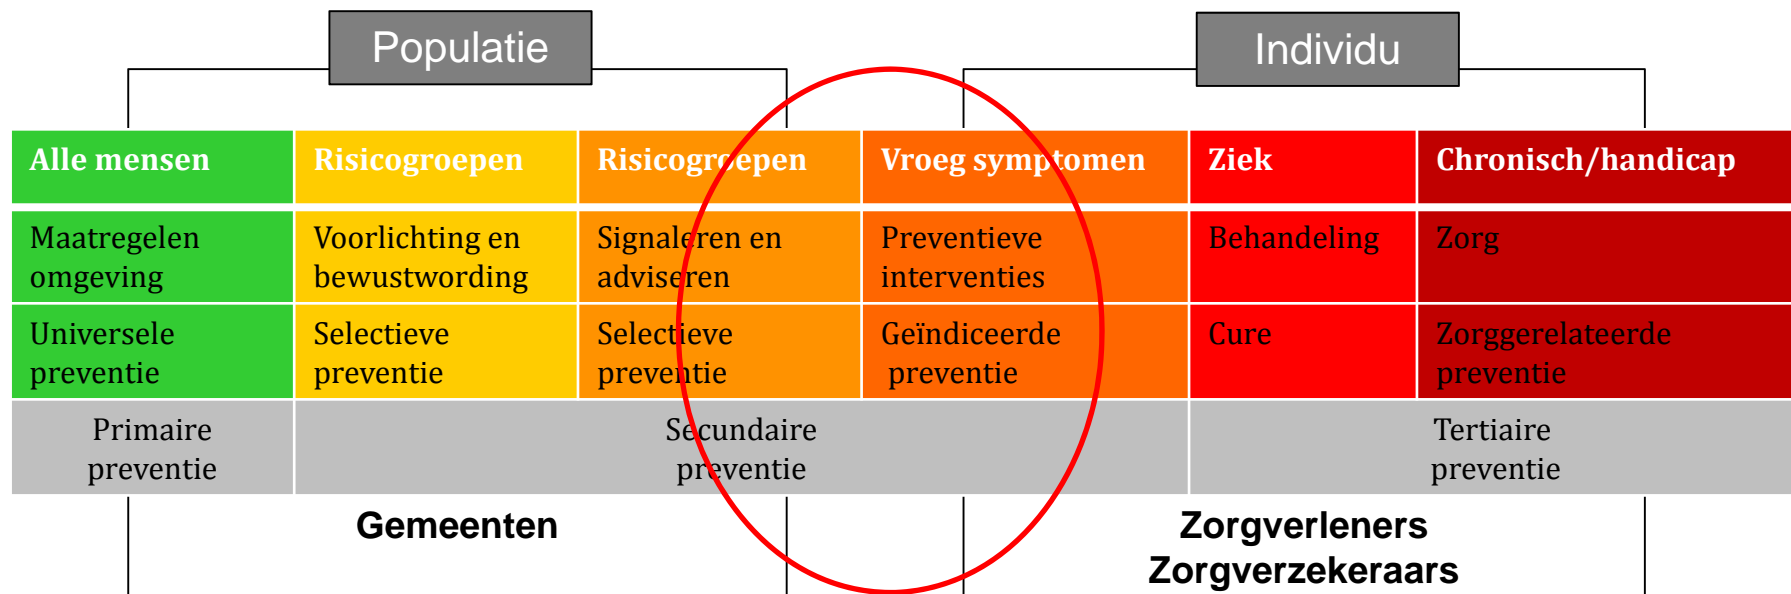 Populatie
Individu
Alle mensen
Risicogroepen
Risicogroepen
Vroeg symptomen
Ziek
Chronisch/handicap
Maatregelen
omgeving
Voorlichting en
bewustwording
Signaleren en
adviseren
Preventieve
interventies
Behandeling
Zorg
Universele
preventie
Selectieve
preventie
Selectieve
preventie
Geïndiceerde
preventie
Cure
Zorggerelateerde
preventie
Primaire
preventie
Secundaire
preventie
Tertiaire
preventie
Gemeenten
Zorgverleners
Zorgverzekeraars